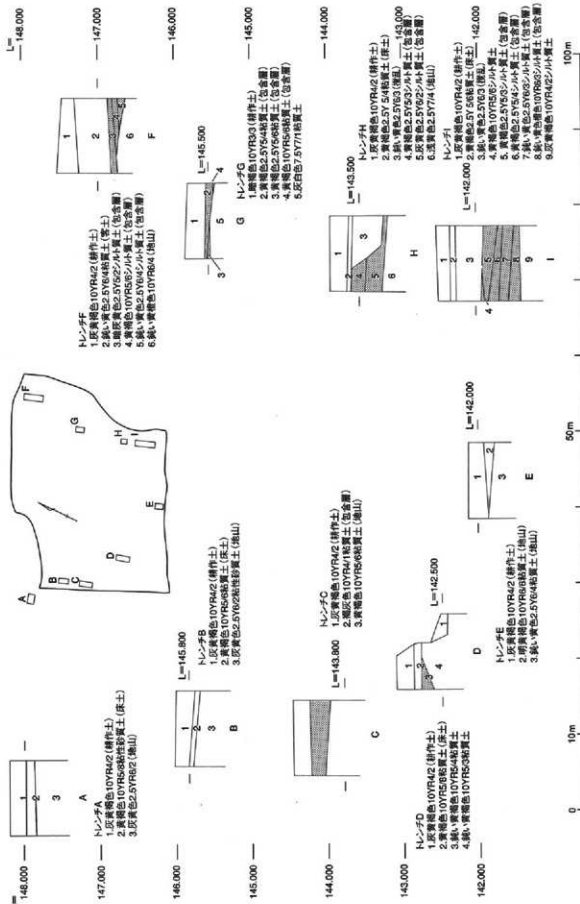 L=
148.000
147.000
146.000
145.000
144.000
143.000
142.000
A
トレンチA
1.灰黄褐色10YR4/2(耕作土)
2.黄褐色10YR5/8粘性砂質土(床土)
3.灰黄色2.5Y6/2(地山)
L=145.800
B
トレンチB
1.灰黄褐色10YR4/2(耕作土)
2.黄褐色10YR5/6粘質土(床土)
3.灰黄色2.5Y6/2粘性砂質土(地山)
L=143.800
C
トレンチC
1.灰黄褐色10YR4/2(耕作土)
2.褐灰色10YR4/1粘質土(包含層)
3.黄褐色10YR5/6粘質土(地山)
L=142.500
D
トレンチD
1.灰黄褐色10YR4/2(耕作土)
2.黄褐色10YR5/8粘質土(床土)
3.鈍い黄褐色10YR5/4粘質土
4.鈍い黄褐色10YR5/3粘質土
L=142.000
E
トレンチE
1.灰黄褐色10YR4/2(耕作土)
2.明黄褐色10YR6/8粘質土(地山)
3.鈍い黄色2.5Y6/4粘質土(地山)
A
B
C
D
E
F
G
H
I
F
トレンチF
1.灰黄褐色10YR4/2(耕作土)
2.鈍い黄色2.5Y6/4粘質土(客土)
3.暗灰黄色2.5Y5/2シルト質土(包含層)
4.黄褐色10YR5/6シルト質土(包含層)
5.鈍い黄色2.5Y6/4シルト質土(包含層)
6.鈍い黄橙色10YR6/4(地山)
L=145.500
G
トレンチG
1.暗褐色10YR3/3(耕作土)
2.黄褐色2.5Y5/4粘質土(包含層)
3.黄褐色2.5Y5/6粘質土(包含層)
4.黄褐色10YR5/6粘質土(包含層)
5.灰白色7.5Y7/1粘質土
L=143.500
H
トレンチH
1.灰黄褐色10YR4/2(耕作土)
2.黄褐色2.5Y 5/4粘質土(床土)
3.鈍い黄色2.5Y6/3(撹乱)
4.黄褐色2.5Y5/3シルト質土(包含層)
5.灰黄色2.5Y6/2シルト質土(包含層)
6.浅黄色2.5Y7/4(地山)
L=142.000
I
トレンチI
1.灰黄褐色10YR4/2(耕作土)
2.黄褐色2.5Y 5/6粘質土(床土)
3.鈍い黄色2.5Y6/3(撹乱)
4.黄褐色10YR5/6シルト質土
5.黄褐色2.5Y5/3シルト質土(包含層)
6.黄褐色2.5Y5/4シルト質土(包含層)
7.鈍い黄色2.5Y6/3シルト質土(包含層)
8.鈍い黄橙色10YR6/3シルト質土(包含層)
9.灰黄褐色10YR4/2シルト質土
L=
148.000
147.000
146.000
145.000
144.000
143.000
142.000
0
10m
50m
100m